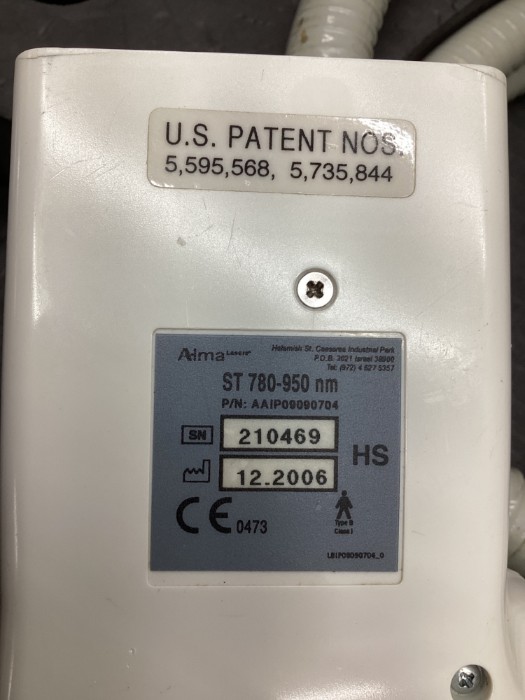 U.S. PATENT NOS.
5,595,568, 5,735,844
Alma Lasers
Halamish St. Caesarea Industrial Park
P.O.B. 3021 Israel 38900
Tel: (972) 4 627 5357
ST 780-950 nm
P/N: AAIP09090704
SN 210469
HS
12.2006
CE 0473
Type B
Class I
LBIP09090704_0